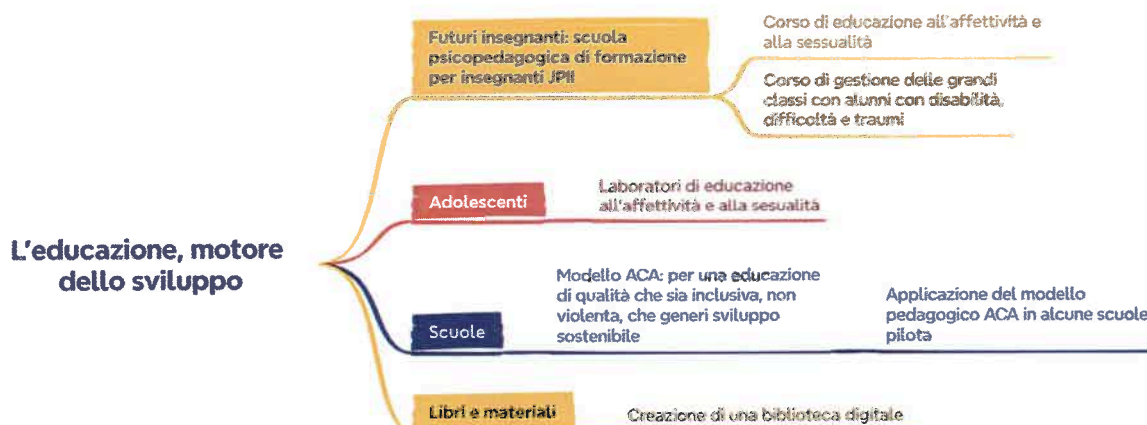 Futuri insegnanti: scuola
psicopedagogica di formazione
per insegnanti JPII
Corso di educazione all'affettività e
alla sessualità
Corso di gestione delle grandi
classi con alunni con disabilità,
difficoltà e traumi
Adolescenti
Laboratori di educazione
all'affettività e alla sesualità
L'educazione, motore
dello sviluppo
Scuole
Modello ACA: per una educazione
di qualità che sia inclusiva, non
violenta, che generi sviluppo
sostenibile
Applicazione del modello
pedagogico ACA in alcune scuole
pilota
Libri e materiali
Creazione di una biblioteca digitale